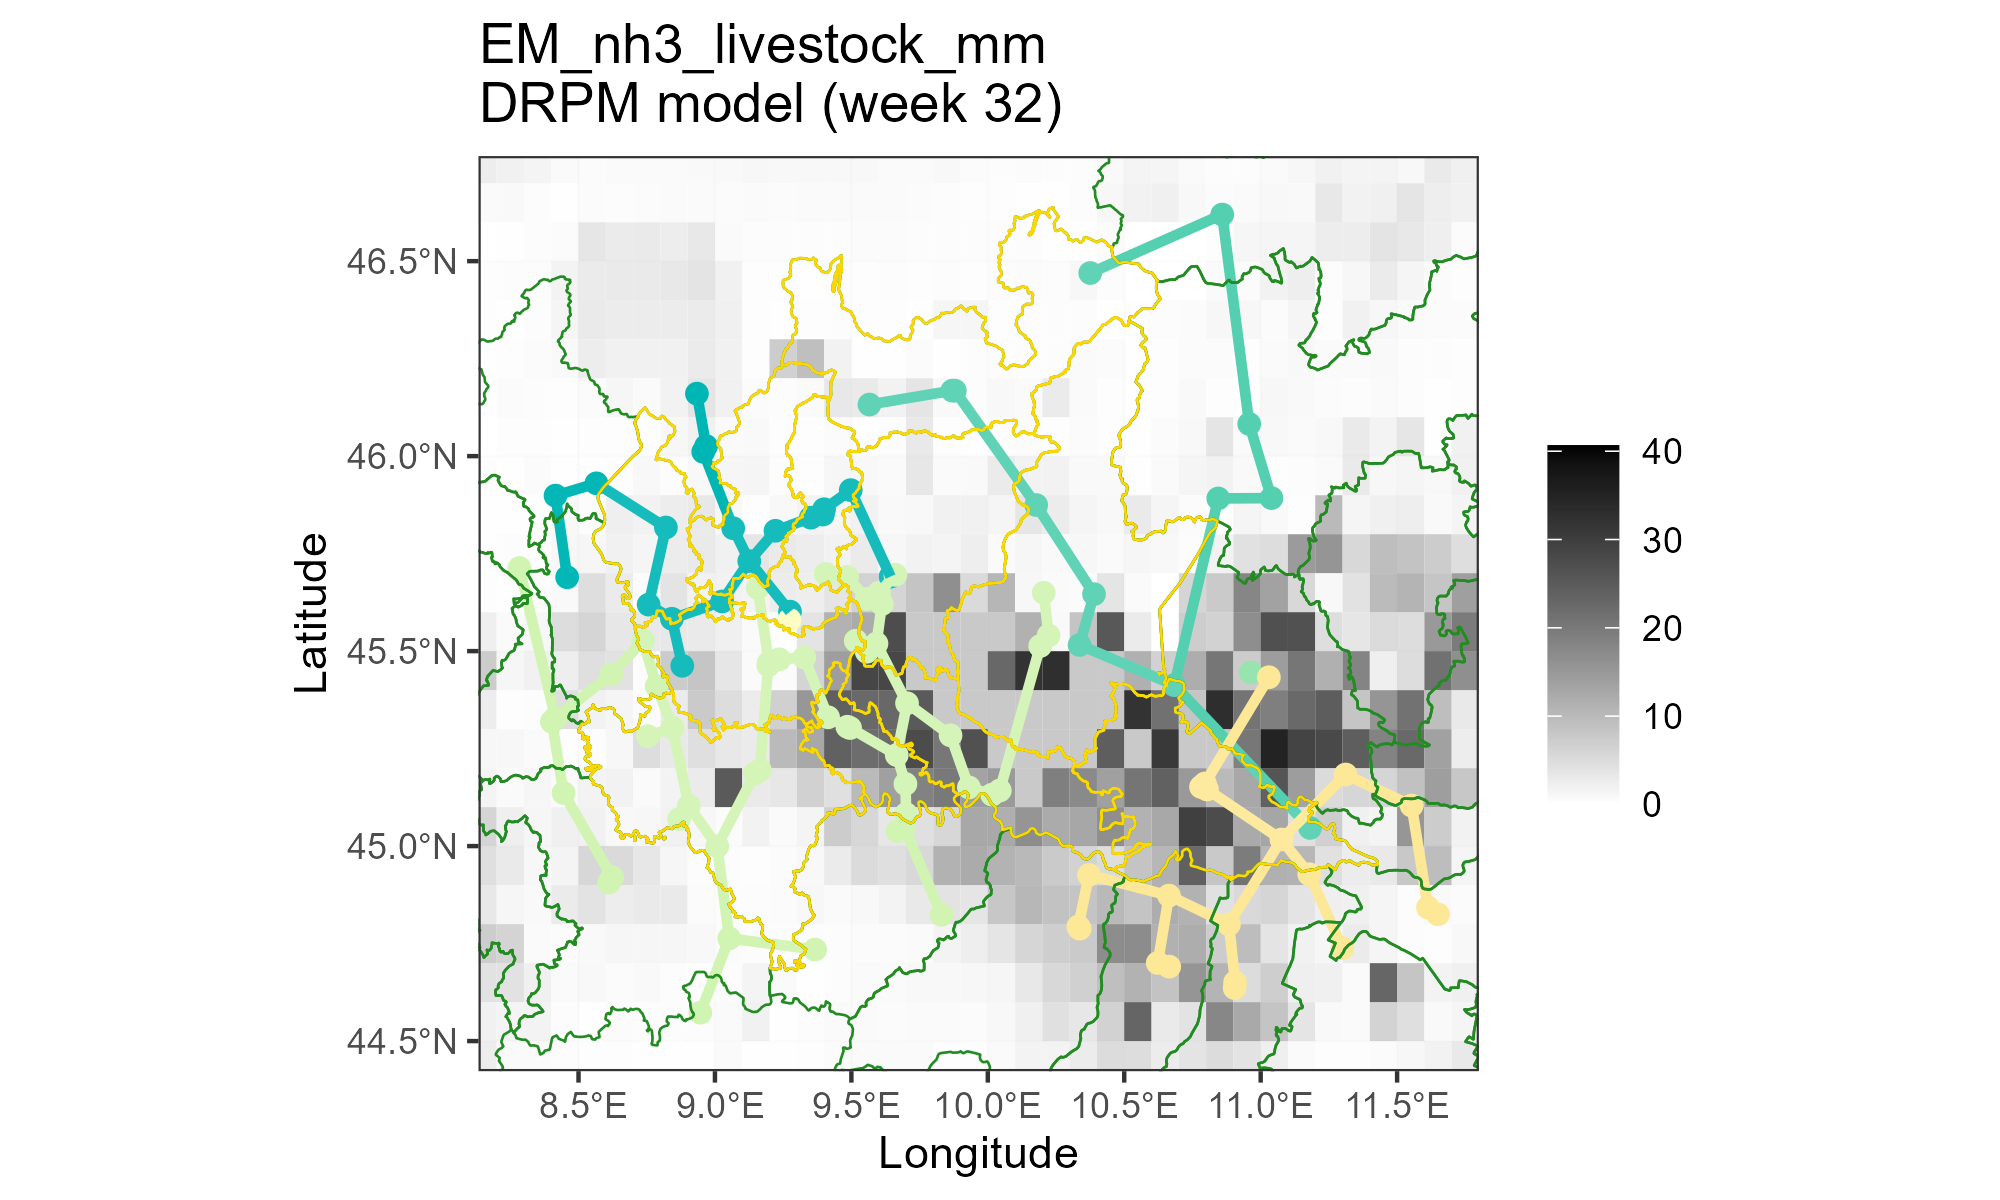 EM_nh3_livestock_mm
DRPM model (week 32)
Latitude
46.5°N
46.0°N
45.5°N
45.0°N
44.5°N
8.5°E 9.0°E 9.5°E 10.0°E 10.5°E 11.0°E 11.5°E
Longitude
40
30
20
10
0